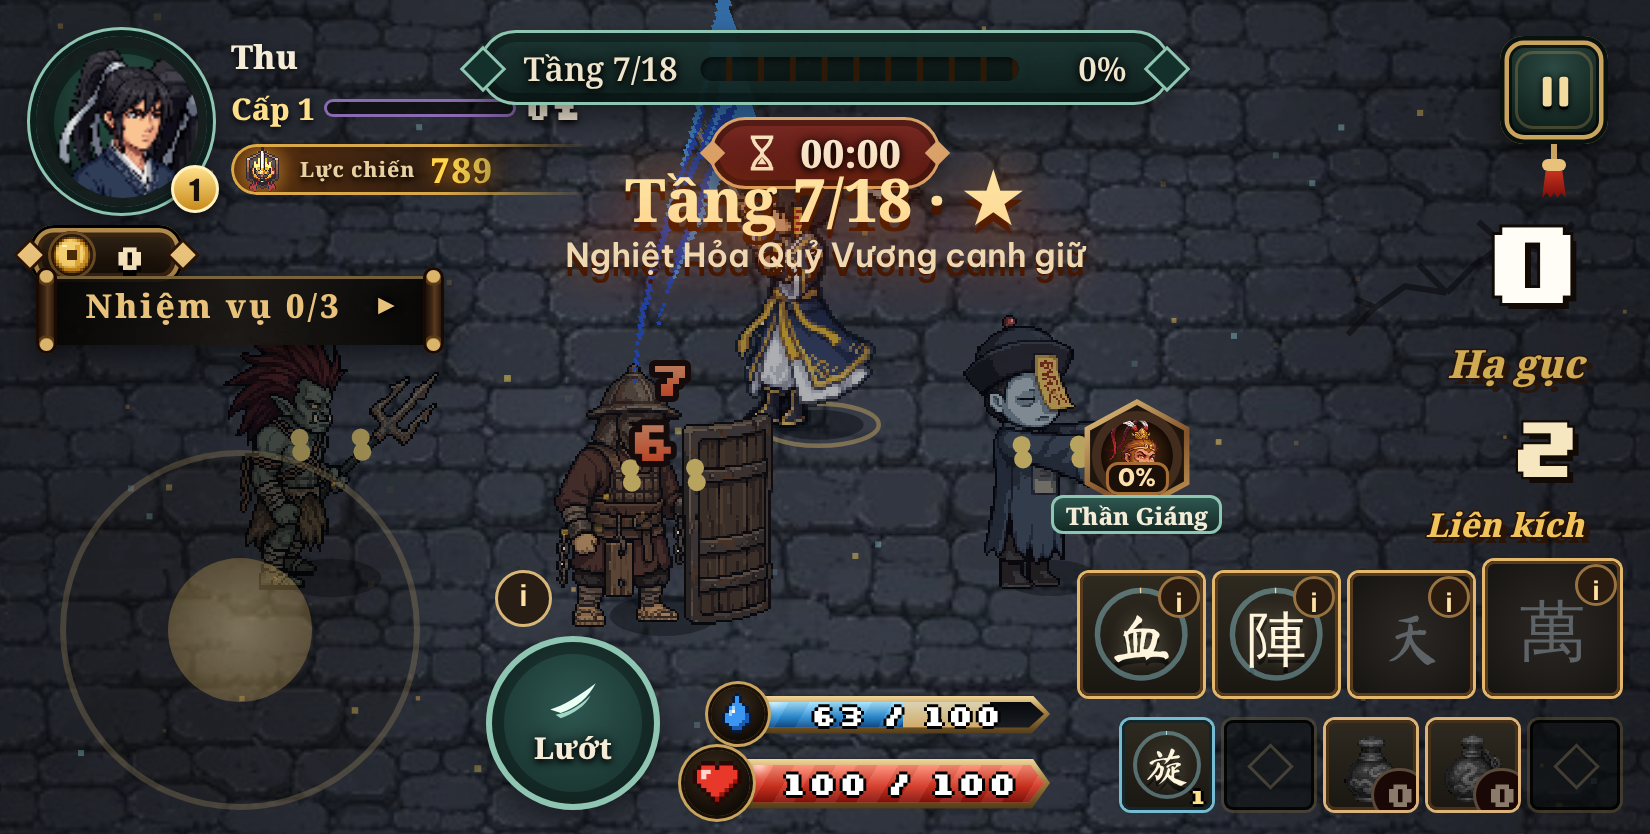 Thu
Cấp 1
Lực chiến 789
1
0
Nhiệm vụ 0/3
Tầng 7/18
0%
00:00
Tầng 7/18 · ★
Nghiệt Hỏa Quỷ Vương canh giữ
0
Hạ gục
2
Liên kích
7
6
0%
Thần Giáng
i
Lướt
63 / 100
100 / 100
血 i
陣 i
天 i
萬 i
旋 1
0
0